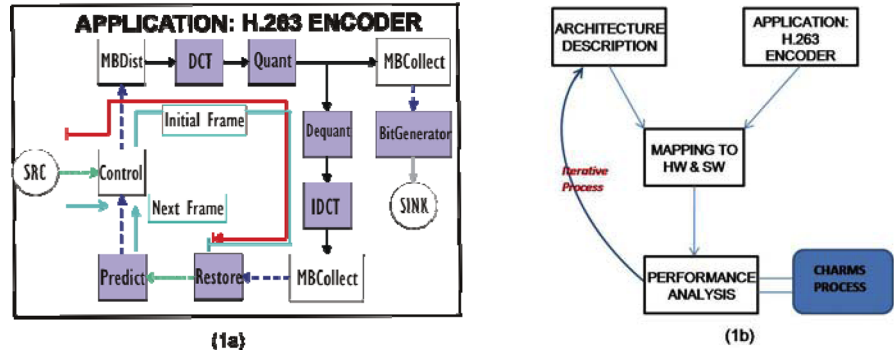 APPLICATION: H.263 ENCODER
MBDist
DCT
Quant
MBCollect
Initial Frame
Dequant
BitGenerator
SRC
Control
IDCT
SINK
Next Frame
Predict
Restore
MBCollect
(1a)
ARCHITECTURE
DESCRIPTION
APPLICATION:
H.263
ENCODER
MAPPING TO
HW & SW
Iterative
Process
PERFORMANCE
ANALYSIS
CHARMS
PROCESS
(1b)